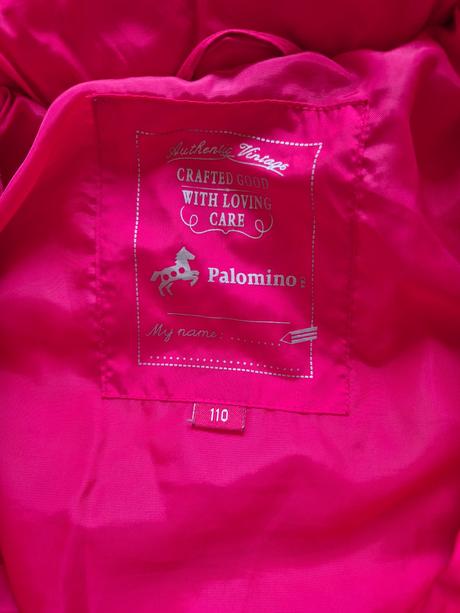 Authentic Vintage
CRAFTED GOOD
WITH LOVING
CARE
Palomino
My name:
110